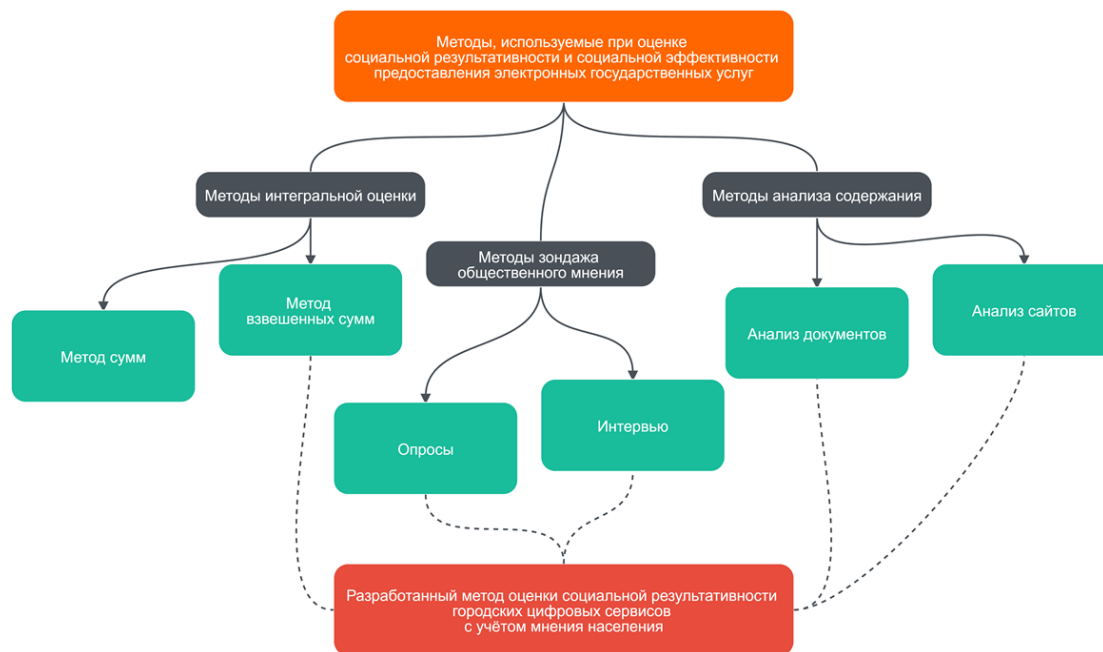 Методы, используемые при оценке
социальной результативности и социальной эффективности
предоставления электронных государственных услуг
Методы интегральной оценки
Методы анализа содержания
Методы зондажа
общественного мнения
Метод
взвешенных сумм
Анализ сайтов
Анализ документов
Метод сумм
Интервью
Опросы
Разработанный метод оценки социальной результативности
городских цифровых сервисов
с учётом мнения населения